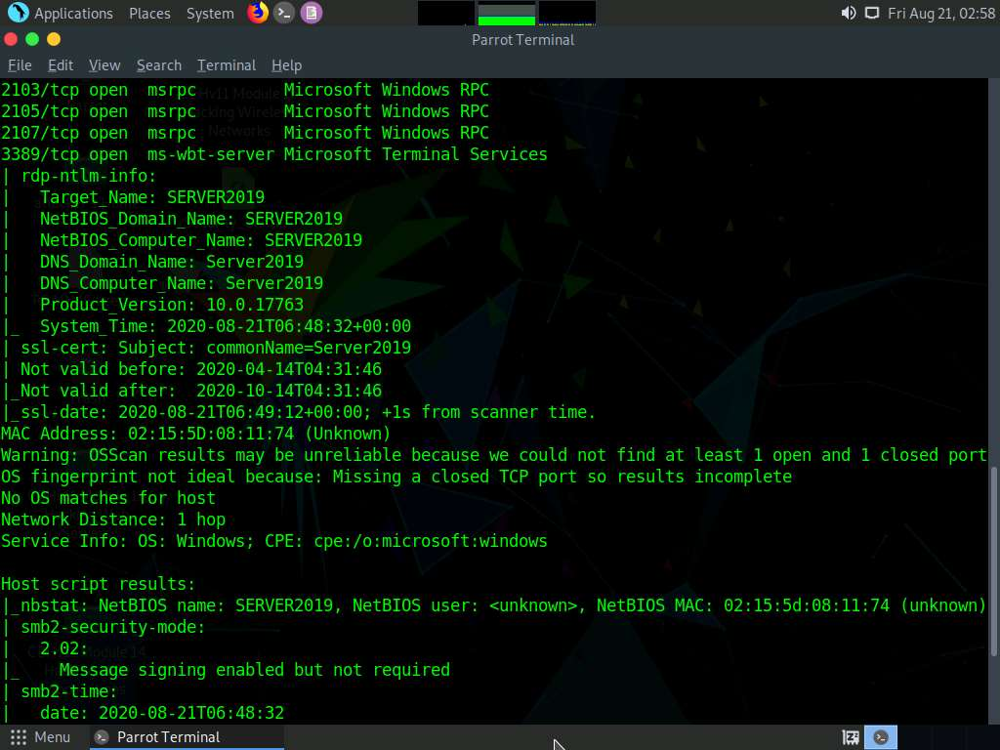 Applications Places System Fri Aug 21, 02:58
Parrot Terminal
File Edit View Search Terminal Help
2103/tcp open  msrpc         Microsoft Windows RPC
2105/tcp open  msrpc         Microsoft Windows RPC
2107/tcp open  msrpc         Microsoft Windows RPC
3389/tcp open  ms-wbt-server Microsoft Terminal Services
| rdp-ntlm-info:
|   Target_Name: SERVER2019
|   NetBIOS_Domain_Name: SERVER2019
|   NetBIOS_Computer_Name: SERVER2019
|   DNS_Domain_Name: Server2019
|   DNS_Computer_Name: Server2019
|   Product_Version: 10.0.17763
|_  System_Time: 2020-08-21T06:48:32+00:00
| ssl-cert: Subject: commonName=Server2019
| Not valid before: 2020-04-14T04:31:46
|_Not valid after:  2020-10-14T04:31:46
|_ssl-date: 2020-08-21T06:49:12+00:00; +1s from scanner time.
MAC Address: 02:15:5D:08:11:74 (Unknown)
Warning: OSScan results may be unreliable because we could not find at least 1 open and 1 closed port
OS fingerprint not ideal because: Missing a closed TCP port so results incomplete
No OS matches for host
Network Distance: 1 hop
Service Info: OS: Windows; CPE: cpe:/o:microsoft:windows
Host script results:
|_nbstat: NetBIOS name: SERVER2019, NetBIOS user: <unknown>, NetBIOS MAC: 02:15:5d:08:11:74 (unknown)
| smb2-security-mode:
|   2.02:
|_    Message signing enabled but not required
| smb2-time:
|   date: 2020-08-21T06:48:32
Menu Parrot Terminal